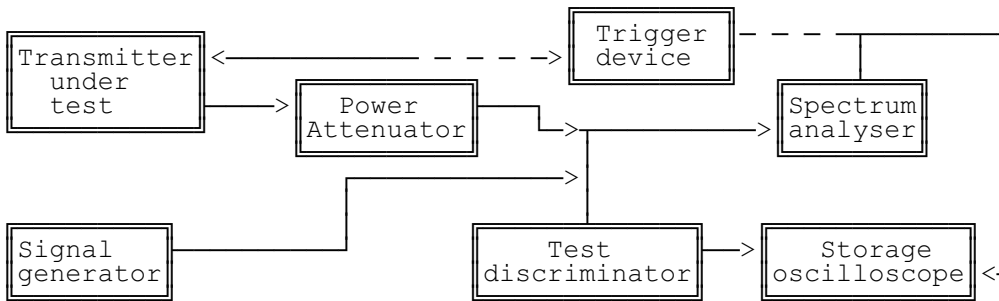 Trigger
device
Transmitter
under
test
Power
Attenuator
Spectrum
analyser
Signal
generator
Test
discriminator
Storage
oscilloscope